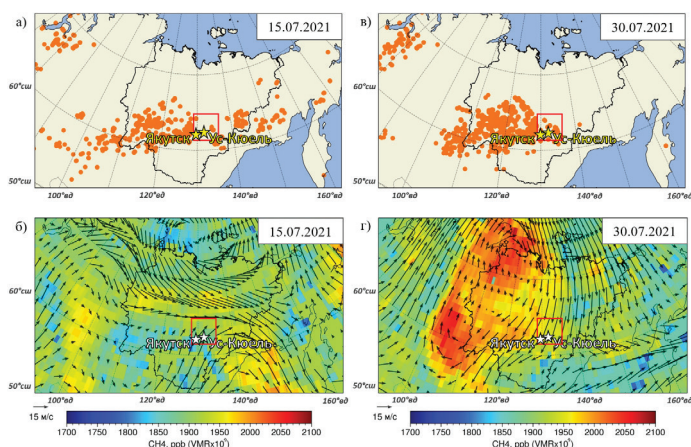 а)
15.07.2021
60°сш
50°сш
Якутск
Ус-Кюель
100°вд
120°вд
140°вд
160°вд
в)
30.07.2021
60°сш
50°сш
Якутск
Ус-Кюель
100°вд
120°вд
140°вд
160°вд
б)
15.07.2021
60°сш
50°сш
Якутск
Ус-Кюель
100°вд
120°вд
140°вд
160°вд
15 м/с
1700 1750 1800 1850 1900 1950 2000 2050 2100
CH4, ppb (VMRx10⁹)
г)
30.07.2021
60°сш
50°сш
Якутск
Ус-Кюель
100°вд
120°вд
140°вд
160°вд
15 м/с
1700 1750 1800 1850 1900 1950 2000 2050 2100
CH4, ppb (VMRx10⁹)